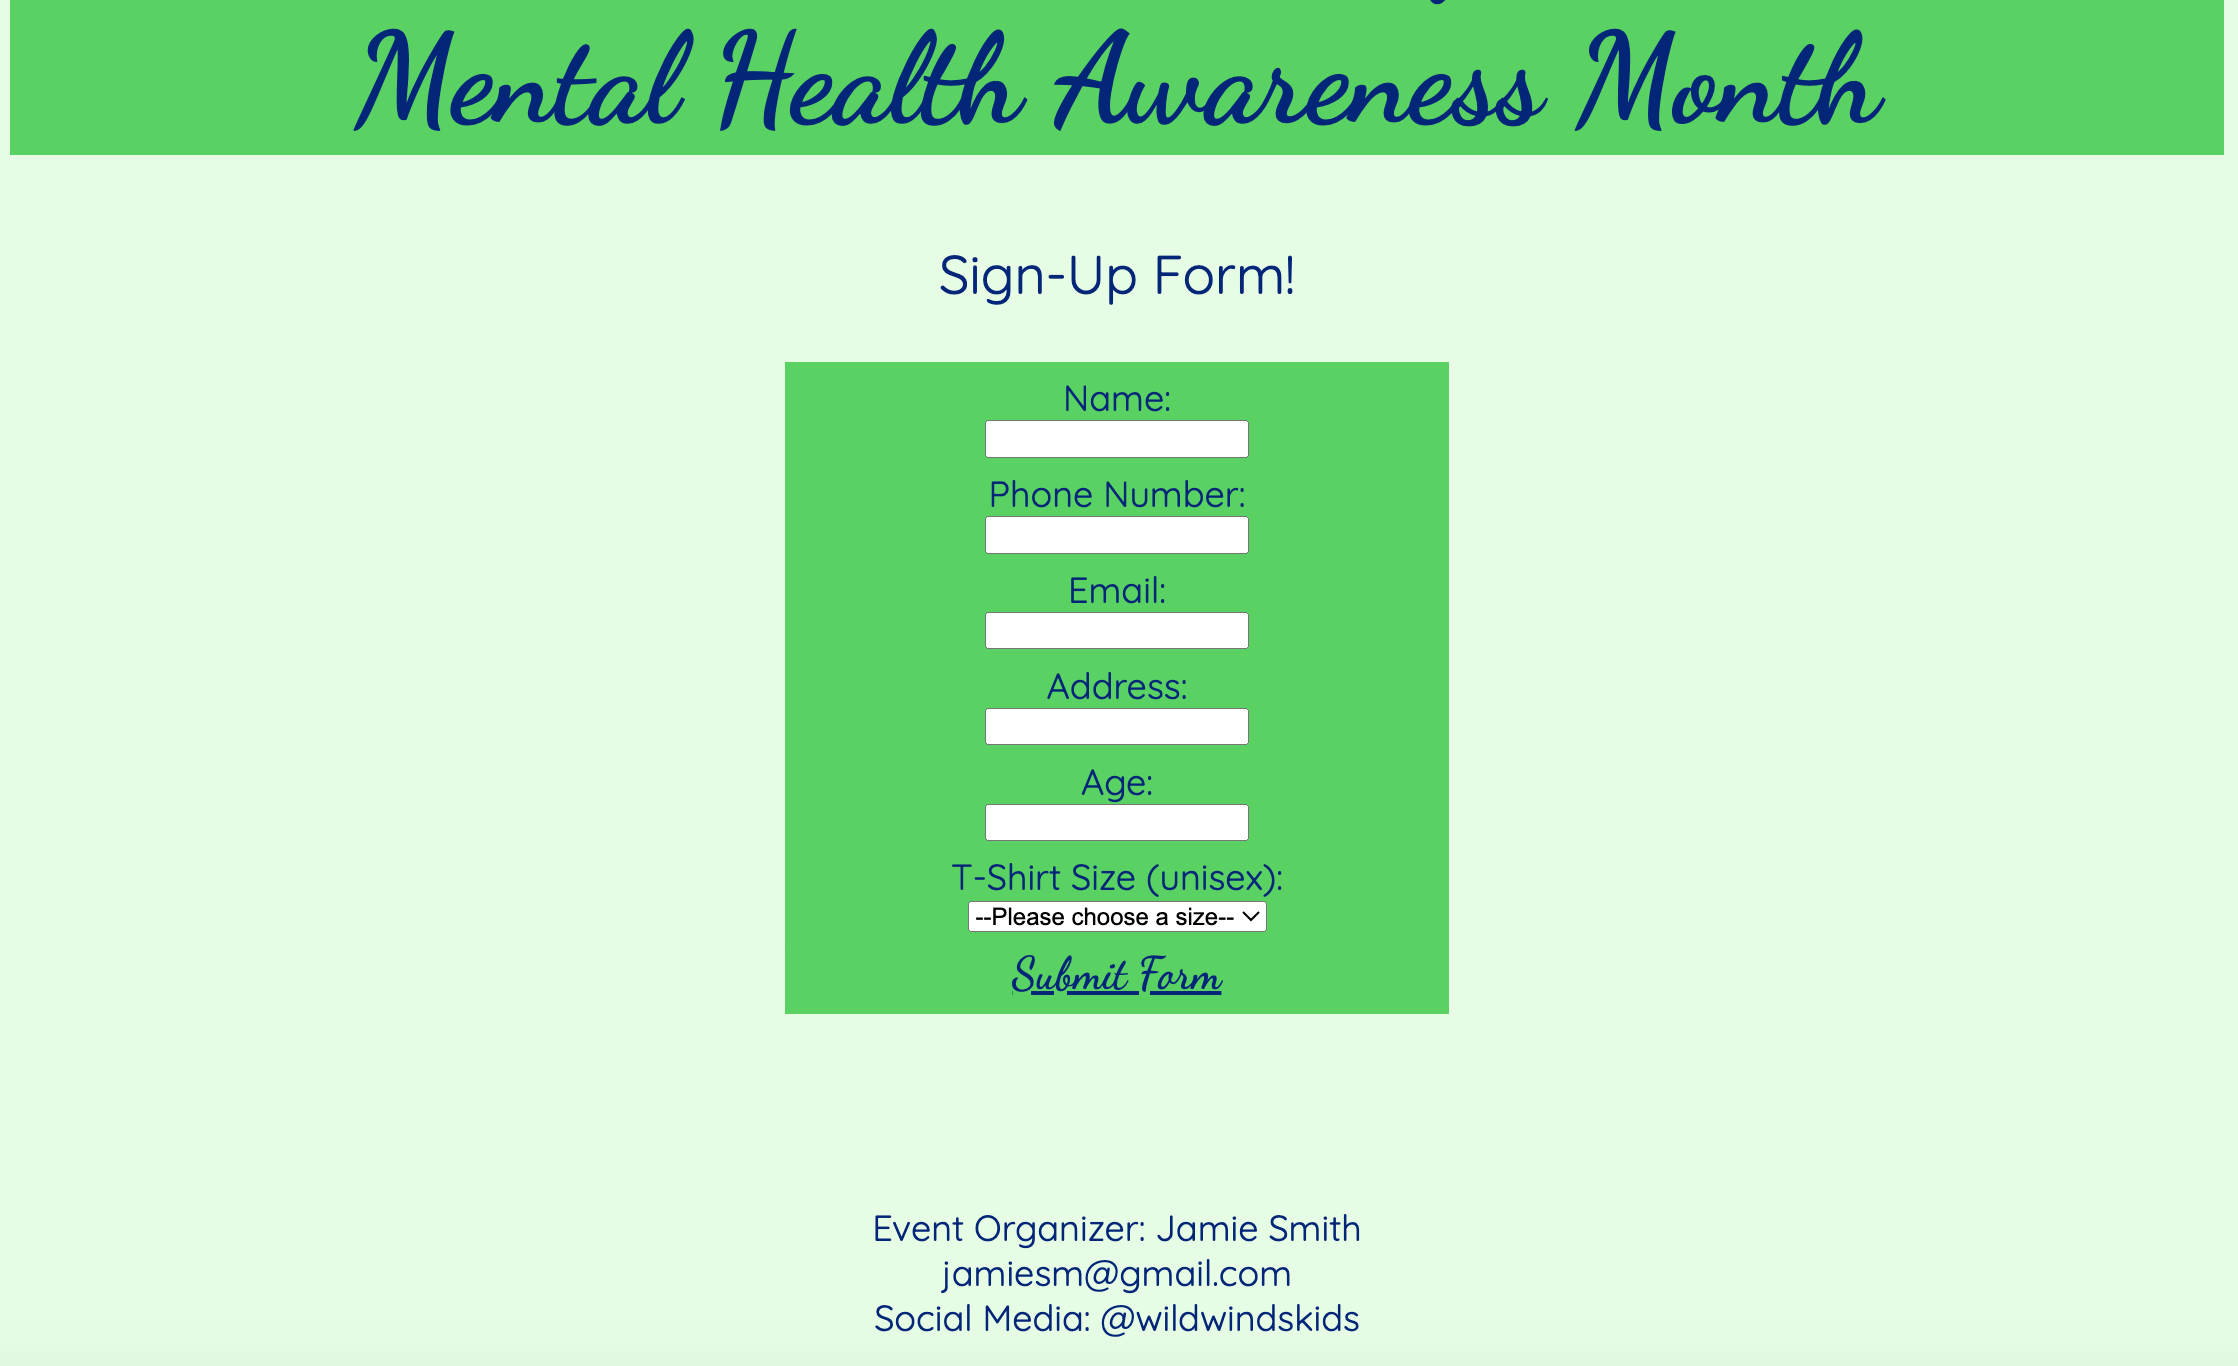 Mental Health Awareness Month
Sign-Up Form!
Name:
Phone Number:
Email:
Address:
Age:
T-Shirt Size (unisex):
--Please choose a size--
Submit Form
Event Organizer: Jamie Smith
jamiesm@gmail.com
Social Media: @wildwindskids